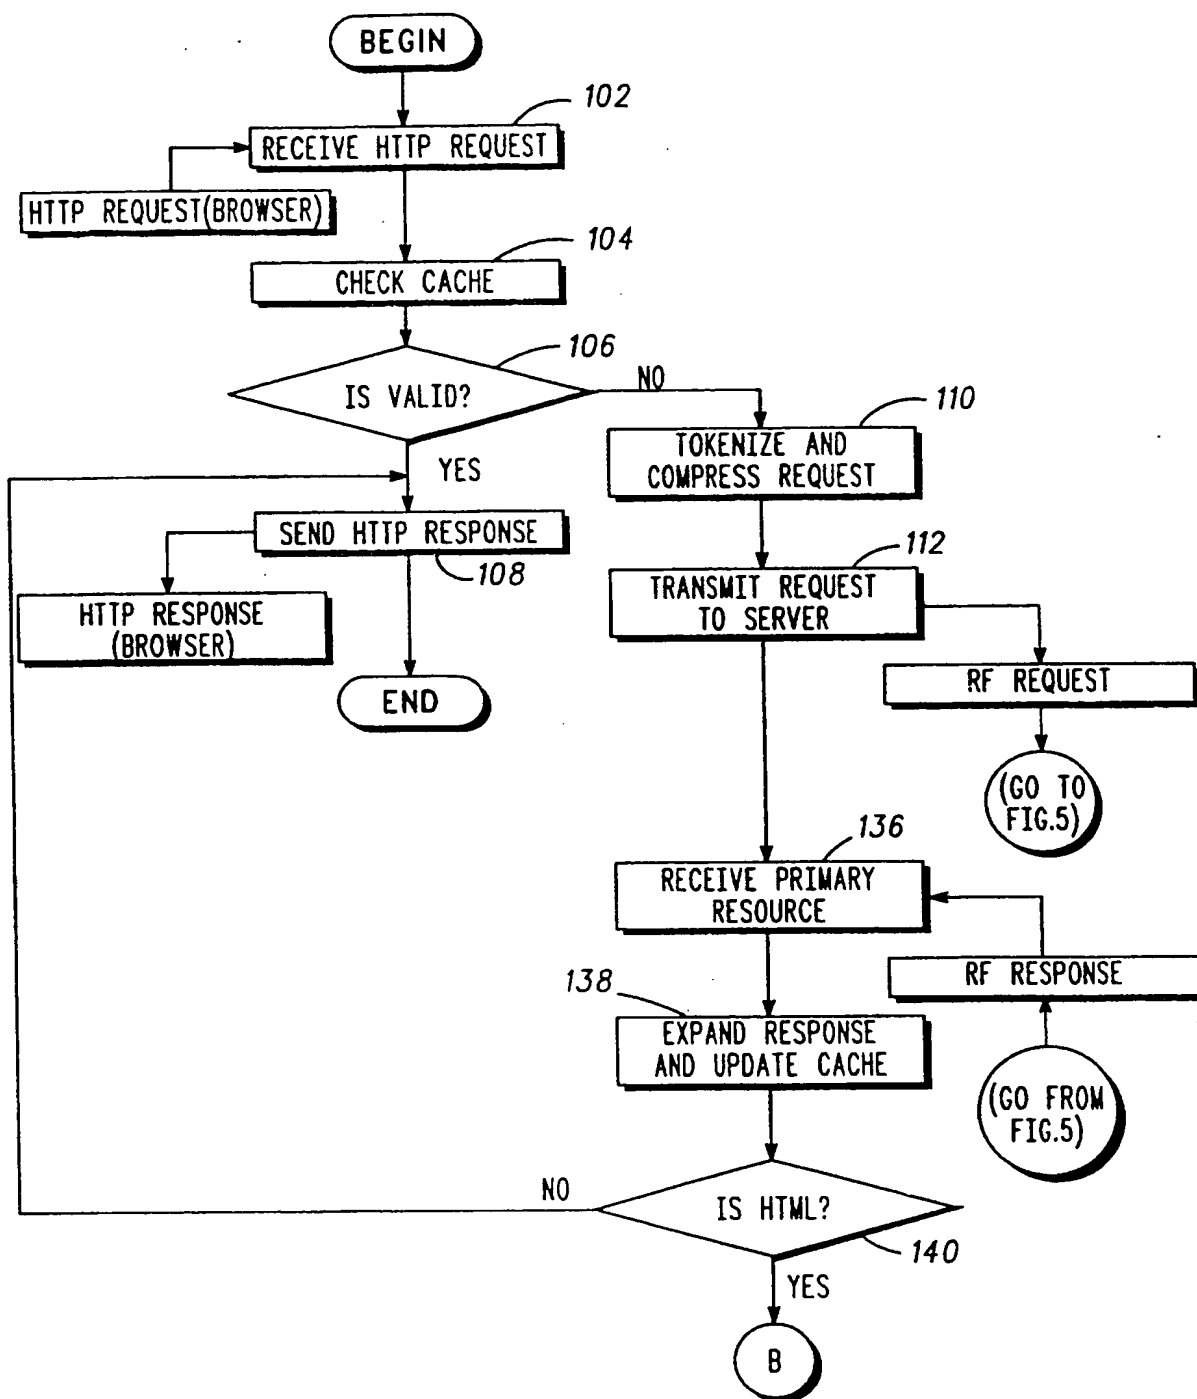 BEGIN
102
RECEIVE HTTP REQUEST
HTTP REQUEST(BROWSER)
104
CHECK CACHE
106
IS VALID?
NO
YES
110
TOKENIZE AND
COMPRESS REQUEST
SEND HTTP RESPONSE
108
112
TRANSMIT REQUEST
TO SERVER
HTTP RESPONSE
(BROWSER)
END
RF REQUEST
(GO TO
FIG.5)
136
RECEIVE PRIMARY
RESOURCE
RF RESPONSE
138
EXPAND RESPONSE
AND UPDATE CACHE
(GO FROM
FIG.5)
NO
IS HTML?
140
YES
B